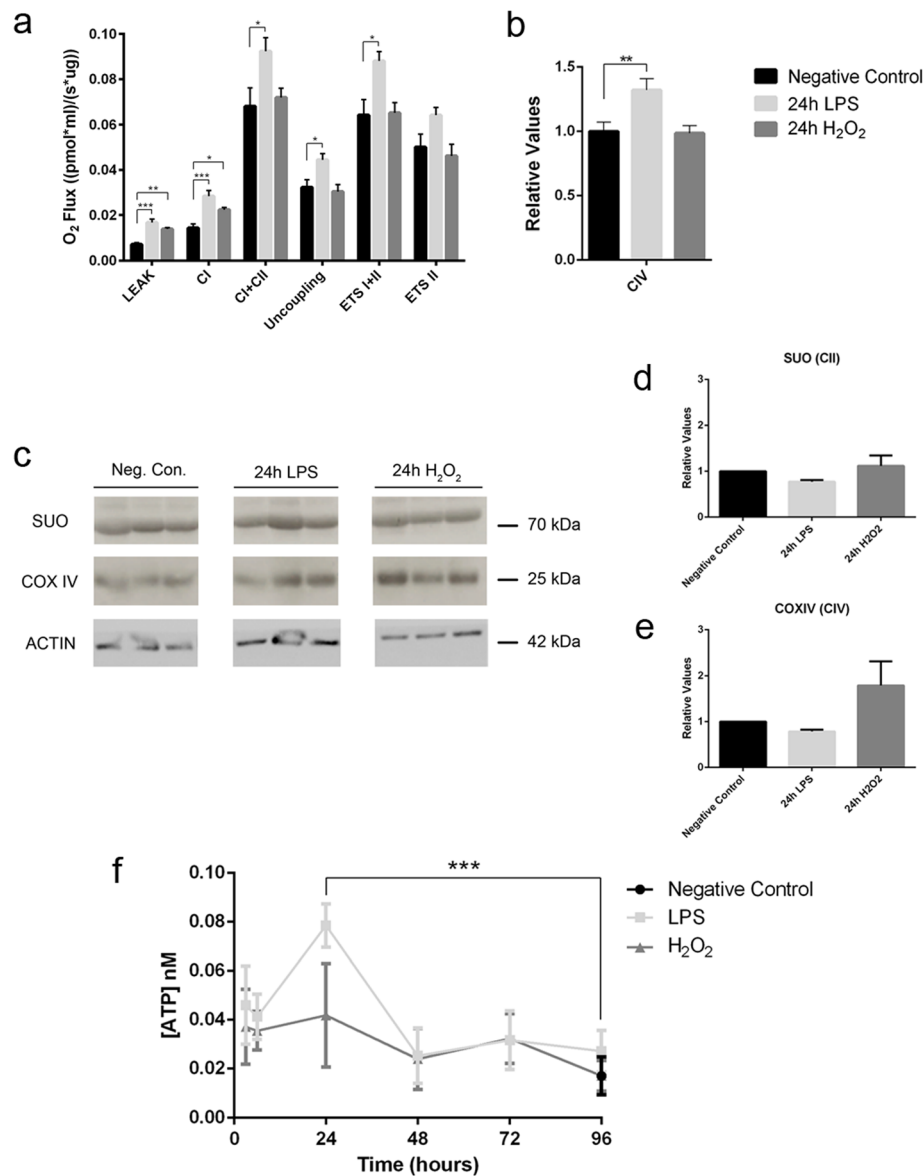 a
O₂ Flux ((pmol*ml)/(s*ug))
0.10
0.08
0.06
0.04
0.02
0.00
***
**
***
*
*
*
*
LEAK
CI
CI+CII
Uncoupling
ETS I+II
ETS II
b
Relative Values
1.5
1.0
0.5
0.0
**
CIV
Negative Control
24h LPS
24h H₂O₂
c
Neg. Con.
24h LPS
24h H₂O₂
SUO
70 kDa
COX IV
25 kDa
ACTIN
42 kDa
d
SUO (CII)
Relative Values
3
2
1
0
Negative Control
24h LPS
24h H2O2
e
COXIV (CIV)
Relative Values
3
2
1
0
Negative Control
24h LPS
24h H2O2
f
[ATP] nM
0.10
0.08
0.06
0.04
0.02
0.00
***
0
24
48
72
96
Time (hours)
Negative Control
LPS
H₂O₂